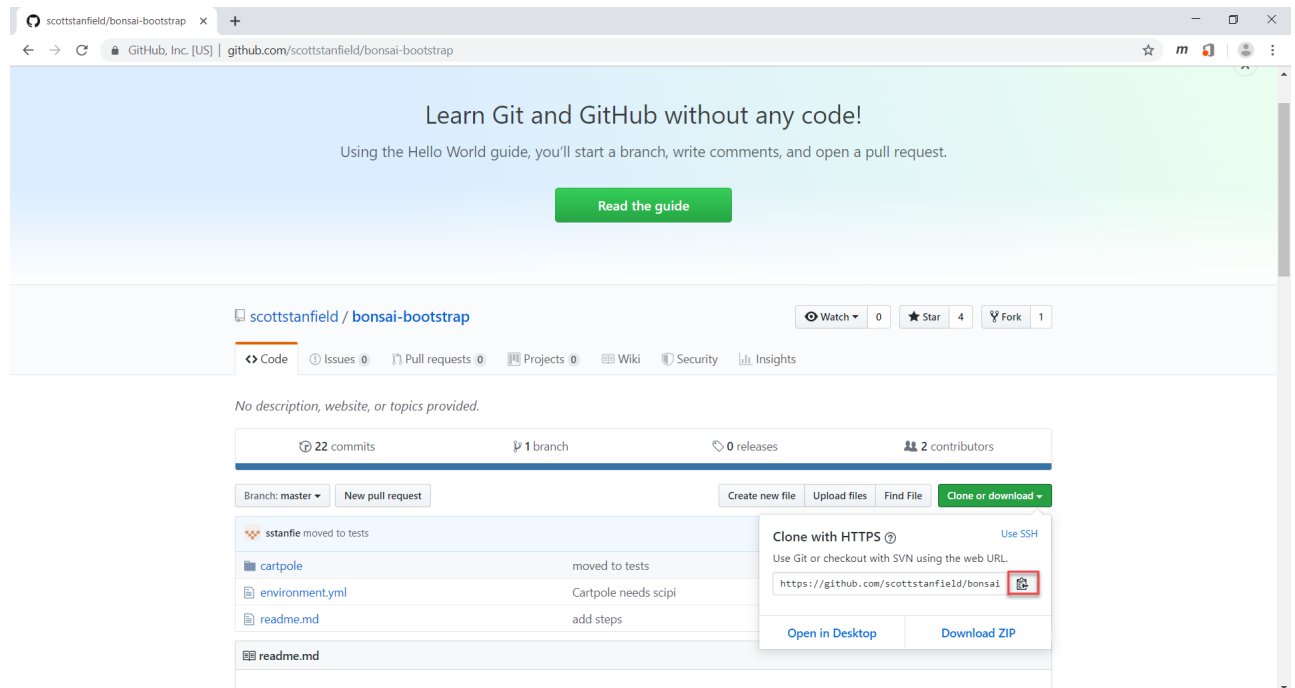 scottstanfield/bonsai-bootstrap
GitHub, Inc. [US] | github.com/scottstanfield/bonsai-bootstrap
m
Learn Git and GitHub without any code!
Using the Hello World guide, you’ll start a branch, write comments, and open a pull request.
Read the guide
scottstanfield / bonsai-bootstrap
Watch 0 Star 4 Fork 1
Code Issues 0 Pull requests 0 Projects 0 Wiki Security Insights
No description, website, or topics provided.
22 commits 1 branch 0 releases 2 contributors
Branch: master New pull request Create new file Upload files Find File Clone or download
sstanfie moved to tests
cartpole moved to tests
environment.yml Cartpole needs scipi
readme.md add steps
readme.md
Clone with HTTPS Use SSH
Use Git or checkout with SVN using the web URL.
https://github.com/scottstanfield/bonsai
Open in Desktop Download ZIP